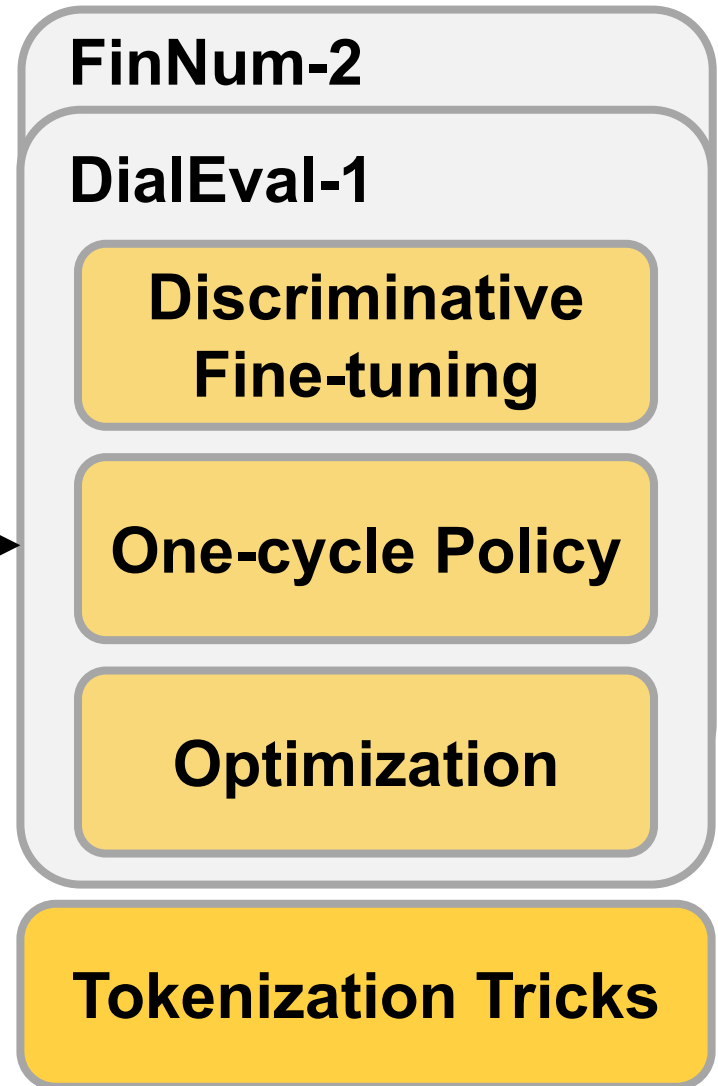 FinNum-2
DialEval-1
Discriminative
Fine-tuning
One-cycle Policy
Optimization
Tokenization Tricks